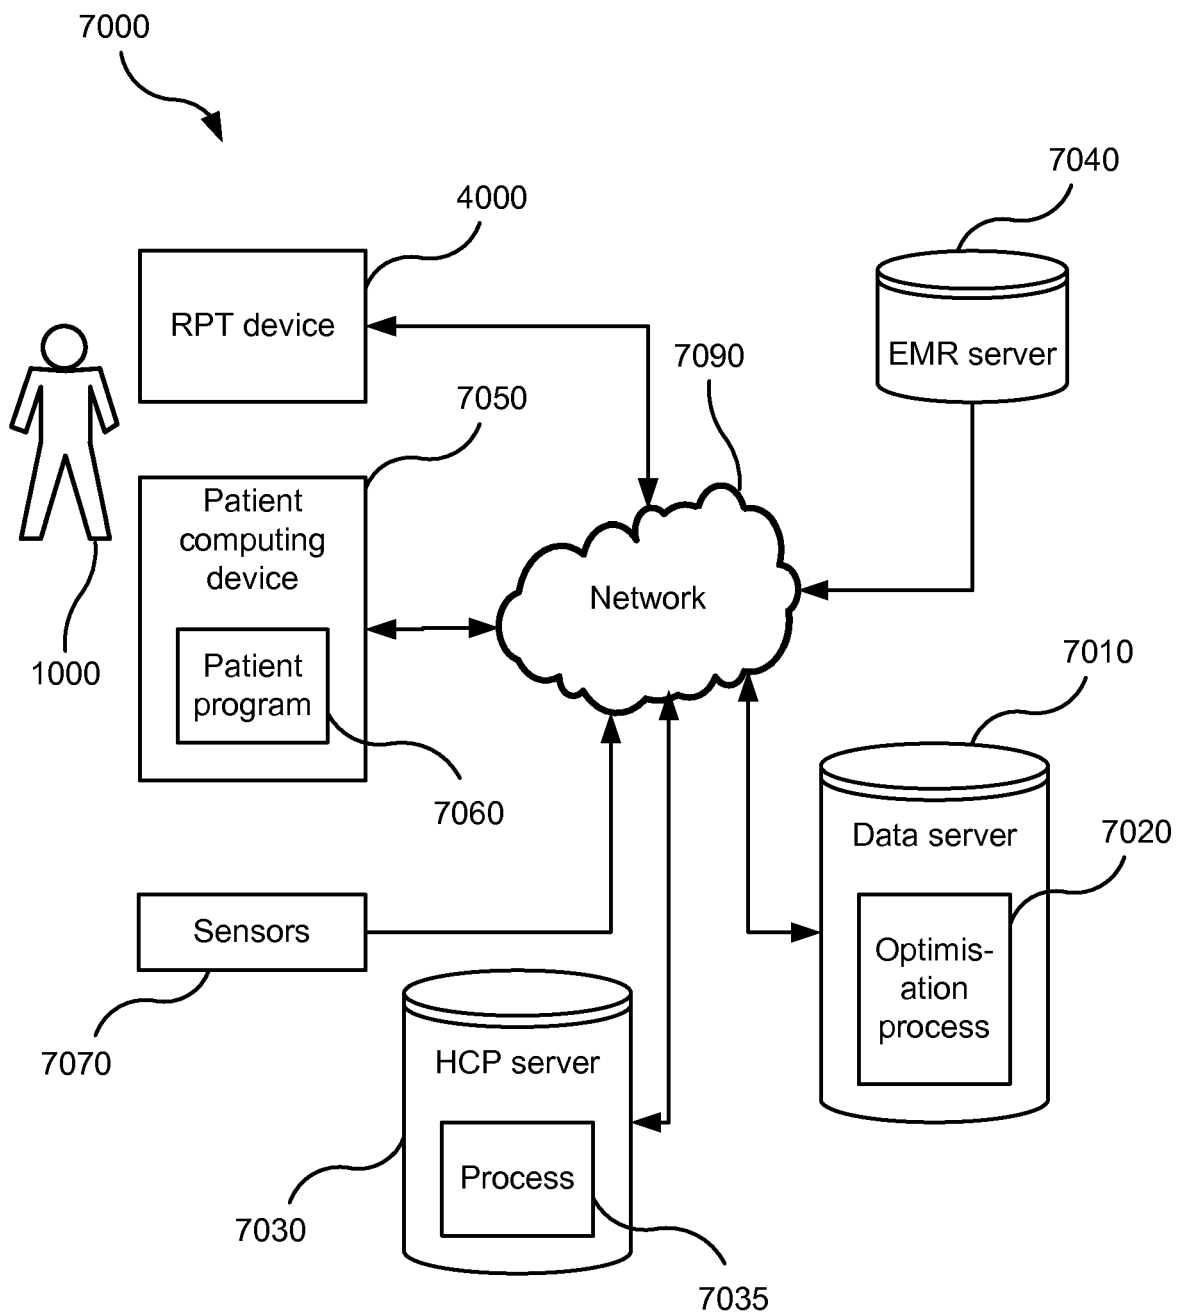 7000
7040
4000
RPT device
EMR server
7090
7050
Patient
computing
device
Network
1000
Patient
program
7010
7060
Data server
7020
Sensors
Optimis-
ation
process
7070
HCP server
Process
7030
7035